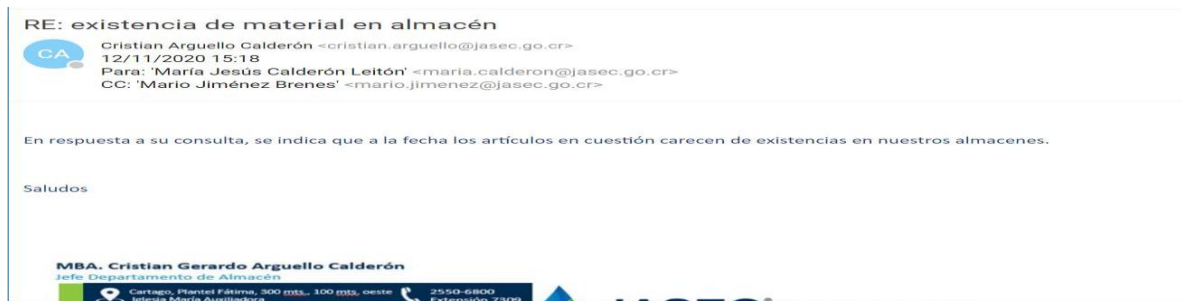 RE: existencia de material en almacén
CA
Cristian Arguello Calderón <cristian.arguello@jasec.go.cr>
12/11/2020 15:18
Para: 'María Jesús Calderón Leitón' <maria.calderon@jasec.go.cr>
CC: 'Mario Jiménez Brenes' <mario.jimenez@jasec.go.cr>
En respuesta a su consulta, se indica que a la fecha los artículos en cuestión carecen de existencias en nuestros almacenes.
Saludos
MBA. Cristian Gerardo Arguello Calderón
Jefe Departamento de Almacén
Cartago, Plantel Fátima, 300 mts., 100 mts, oeste 2550-6800
Iglesia María Auxiliadora Extensión 7309
JASEC